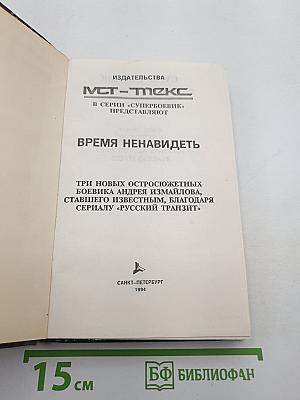 ИЗДАТЕЛЬСТВА
МСТ-ТЕКС
В СЕРИИ «СУПЕРБОЕВИК»
ПРЕДСТАВЛЯЮТ
ВРЕМЯ НЕНАВИДЕТЬ
ТРИ НОВЫХ ОСТРОСЮЖЕТНЫХ
БОЕВИКА АНДРЕЯ ИЗМАЙЛОВА,
СТАВШЕГО ИЗВЕСТНЫМ, БЛАГОДАРЯ
СЕРИАЛУ «РУССКИЙ ТРАНЗИТ»
САНКТ-ПЕТЕРБУРГ
1994
15 см
БФ БИБЛИОФАН